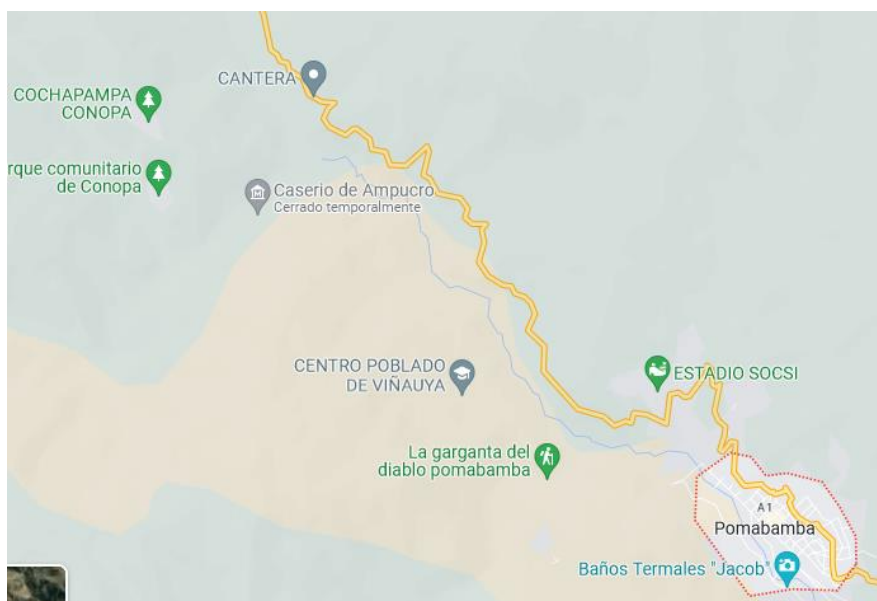 CANTERA
COCHAPAMPA
CONOPA
rque comunitario
de Conopa
Caserio de Ampucro
Cerrado temporalmente
CENTRO POBLADO
DE VIÑAUYA
ESTADIO SOCSI
La garganta del
diablo pomabamba
A1
Pomabamba
Baños Termales "Jacob"